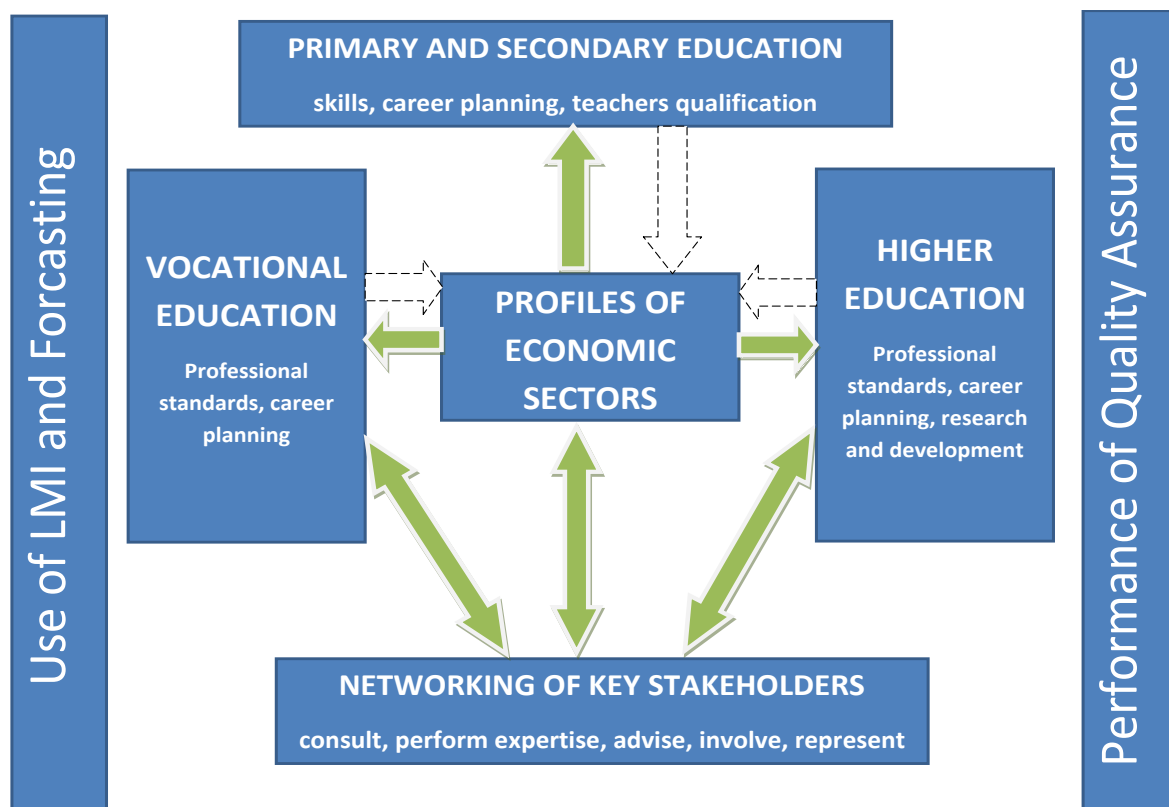 Use of LMI and Forcasting
PRIMARY AND SECONDARY EDUCATION
skills, career planning, teachers qualification
VOCATIONAL
EDUCATION
Professional
standards, career
planning
PROFILES OF
ECONOMIC
SECTORS
HIGHER
EDUCATION
Professional
standards, career
planning, research
and development
NETWORKING OF KEY STAKEHOLDERS
consult, perform expertise, advise, involve, represent
Performance of Quality Assurance